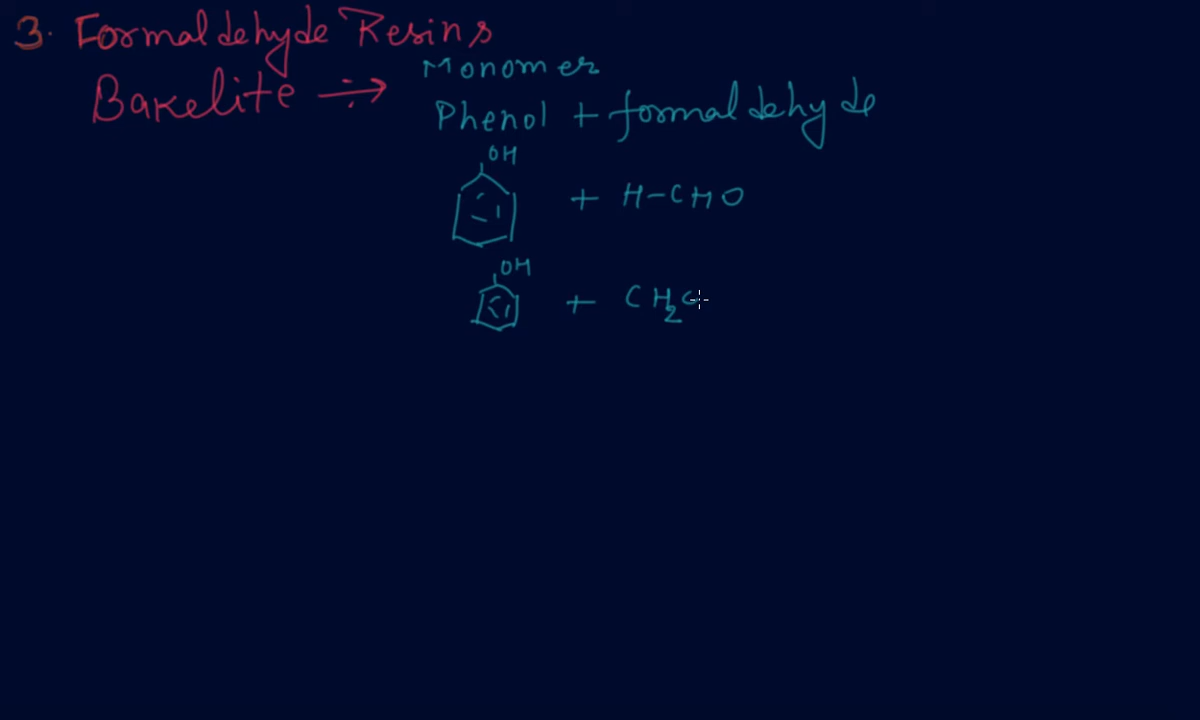 3. Formaldehyde Resins
Monomer
Bakelite ÷→
Phenol + formaldehyde
OH
+ H-CHO
OH
+ CH₂